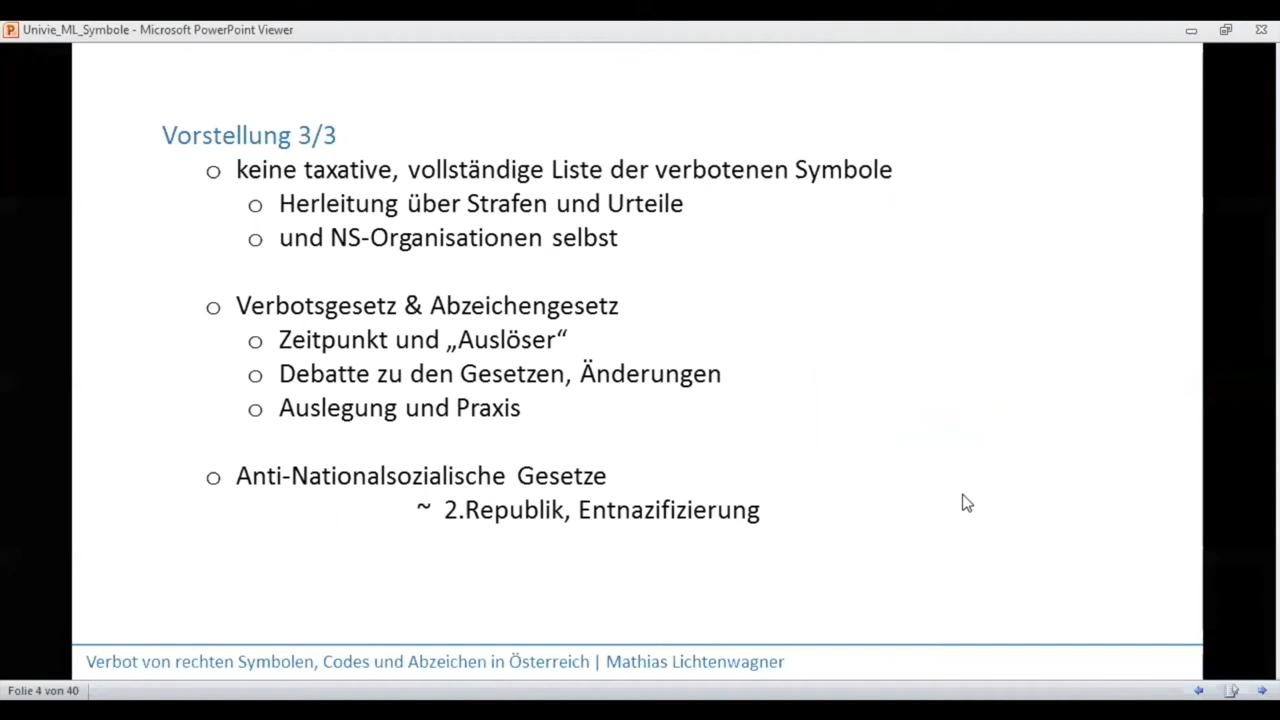 Univie_ML_Symbole - Microsoft PowerPoint Viewer
Vorstellung 3/3
o keine taxative, vollständige Liste der verbotenen Symbole
o Herleitung über Strafen und Urteile
o und NS-Organisationen selbst
o Verbotsgesetz & Abzeichengesetz
o Zeitpunkt und „Auslöser“
o Debatte zu den Gesetzen, Änderungen
o Auslegung und Praxis
o Anti-Nationalsozialische Gesetze
~ 2.Republik, Entnazifizierung
Verbot von rechten Symbolen, Codes und Abzeichen in Österreich | Mathias Lichtenwagner
Folie 4 von 40